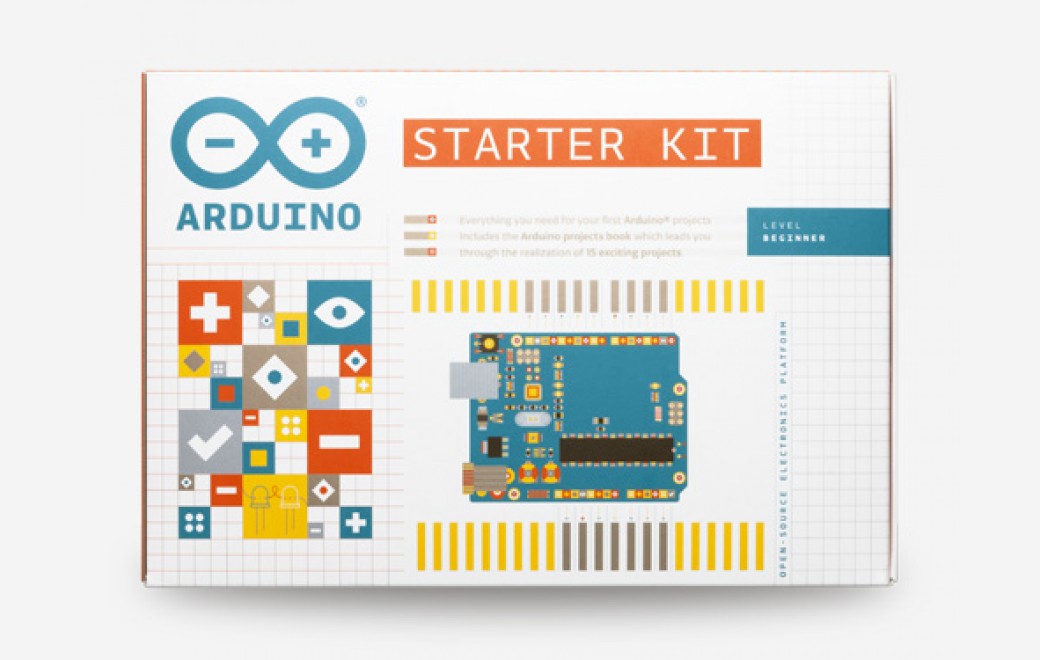 ®
ARDUINO
STARTER KIT
Everything you need for your first Arduino® projects
Includes the Arduino projects book which leads you
through the realization of 15 exciting projects
LEVEL
BEGINNER
OPEN-SOURCE ELECTRONICS PLATFORM